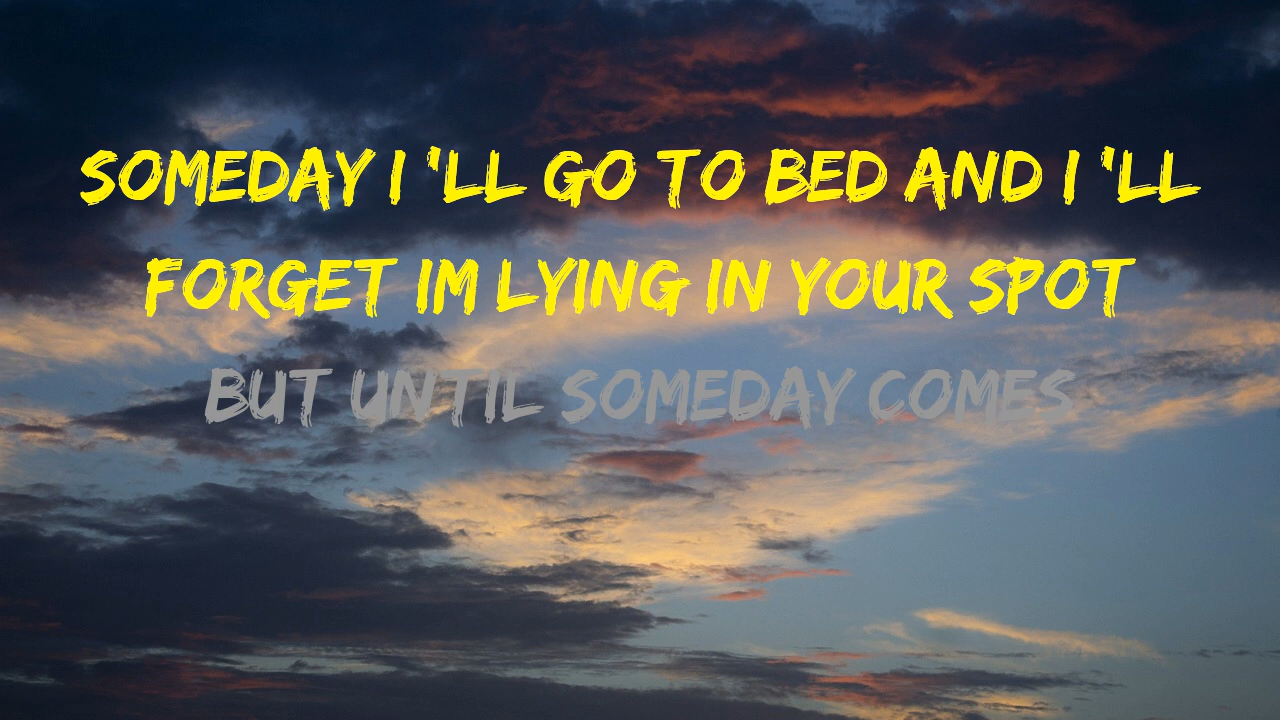 SOMEDAY I 'LL GO TO BED AND I 'LL
FORGET IM LYING IN YOUR SPOT
BUT UNTIL SOMEDAY COMES